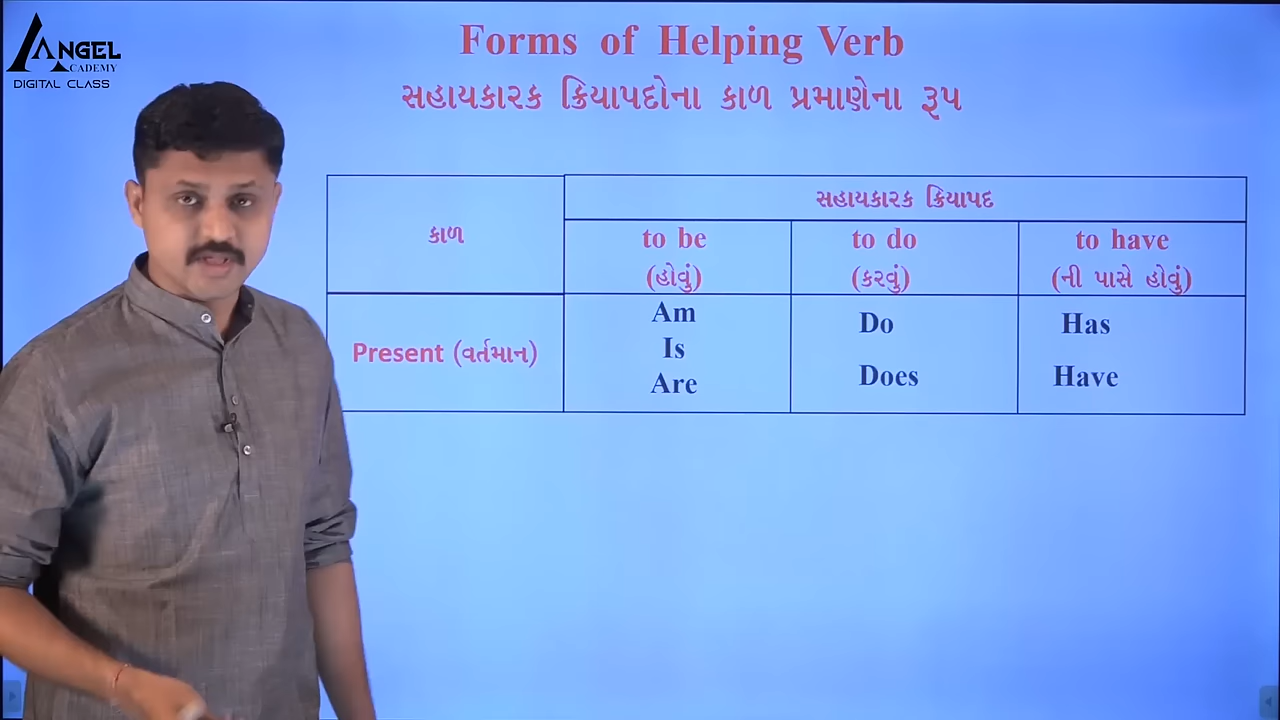 ANGEL
ACADEMY
DIGITAL CLASS
Forms of Helping Verb
સહાયકારક ક્રિયાપદોના કાળ પ્રમાણેના રૂપ
કાળ
સહાયકારક ક્રિયાપદ
to be
(હોવું)
to do
(કરવું)
to have
(ની પાસે હોવું)
Present (વર્તમાન)
Am
Is
Are
Do
Does
Has
Have